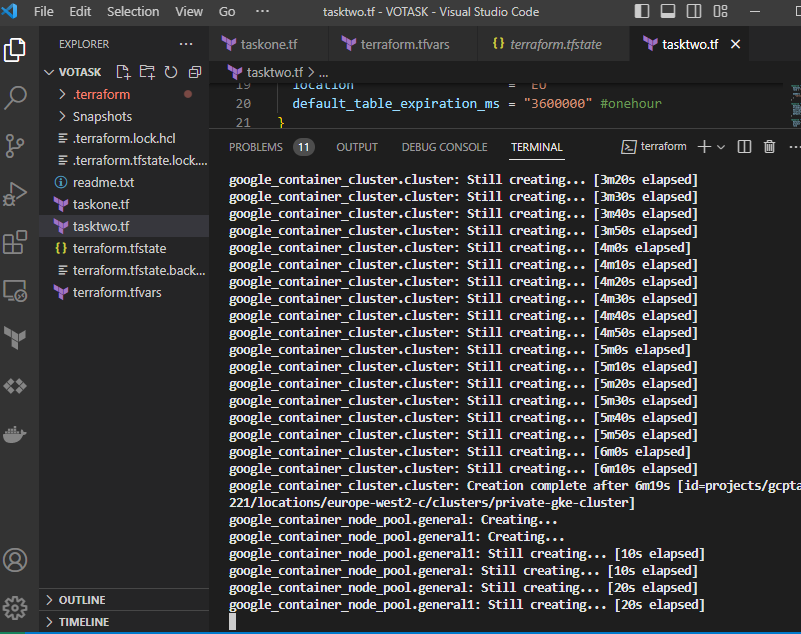 File Edit Selection View Go ··· tasktwo.tf - VOTASK - Visual Studio Code
EXPLORER ···
taskone.tf terraform.tfvars {} terraform.tfstate tasktwo.tf ×
VOTASK
tasktwo.tf > ...
.terraform
Snapshots
.terraform.lock.hcl
.terraform.tfstate.lock....
readme.txt
taskone.tf
tasktwo.tf
{} terraform.tfstate
terraform.tfstate.back...
terraform.tfvars
19 location = "EU"
20 default_table_expiration_ms = "3600000" #onehour
21 }
PROBLEMS 11 OUTPUT DEBUG CONSOLE TERMINAL terraform
google_container_cluster.cluster: Still creating... [3m20s elapsed]
google_container_cluster.cluster: Still creating... [3m30s elapsed]
google_container_cluster.cluster: Still creating... [3m40s elapsed]
google_container_cluster.cluster: Still creating... [3m50s elapsed]
google_container_cluster.cluster: Still creating... [4m0s elapsed]
google_container_cluster.cluster: Still creating... [4m10s elapsed]
google_container_cluster.cluster: Still creating... [4m20s elapsed]
google_container_cluster.cluster: Still creating... [4m30s elapsed]
google_container_cluster.cluster: Still creating... [4m40s elapsed]
google_container_cluster.cluster: Still creating... [4m50s elapsed]
google_container_cluster.cluster: Still creating... [5m0s elapsed]
google_container_cluster.cluster: Still creating... [5m10s elapsed]
google_container_cluster.cluster: Still creating... [5m20s elapsed]
google_container_cluster.cluster: Still creating... [5m30s elapsed]
google_container_cluster.cluster: Still creating... [5m40s elapsed]
google_container_cluster.cluster: Still creating... [5m50s elapsed]
google_container_cluster.cluster: Still creating... [6m0s elapsed]
google_container_cluster.cluster: Still creating... [6m10s elapsed]
google_container_cluster.cluster: Creation complete after 6m19s [id=projects/gcpta
221/locations/europe-west2-c/clusters/private-gke-cluster]
google_container_node_pool.general: Creating...
google_container_node_pool.general1: Creating...
google_container_node_pool.general1: Still creating... [10s elapsed]
google_container_node_pool.general: Still creating... [10s elapsed]
google_container_node_pool.general: Still creating... [20s elapsed]
google_container_node_pool.general1: Still creating... [20s elapsed]
OUTLINE
TIMELINE